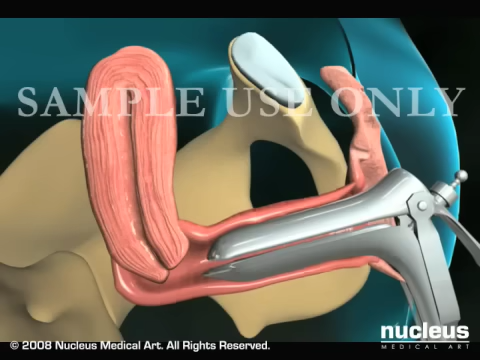 SAMPLE USE ONLY
© 2008 Nucleus Medical Art. All Rights Reserved.
nucleus
MEDICAL ART